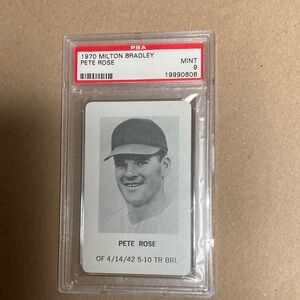 PSA
1970 MILTON BRADLEY
MINT
PETE ROSE
9
19990606
PETE ROSE
OF 4/14/42 5-10 TR BRL